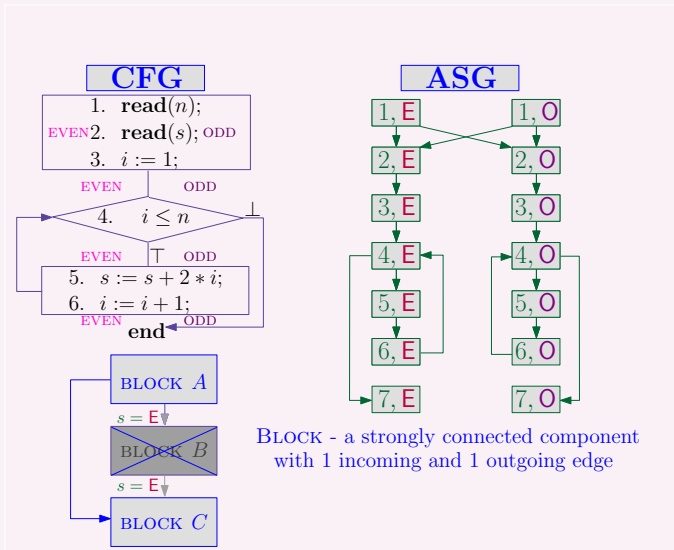 CFG
1. read(n);
EVEN 2. read(s); ODD
3. i := 1;
EVEN ODD
4. i ≤ n ⊥
⊤
EVEN ODD
5. s := s + 2 * i;
6. i := i + 1;
EVEN ODD
end
BLOCK A
s = E
BLOCK B
s = E
BLOCK C
ASG
1, E 1, O
2, E 2, O
3, E 3, O
4, E 4, O
5, E 5, O
6, E 6, O
7, E 7, O
BLOCK - a strongly connected component
with 1 incoming and 1 outgoing edge